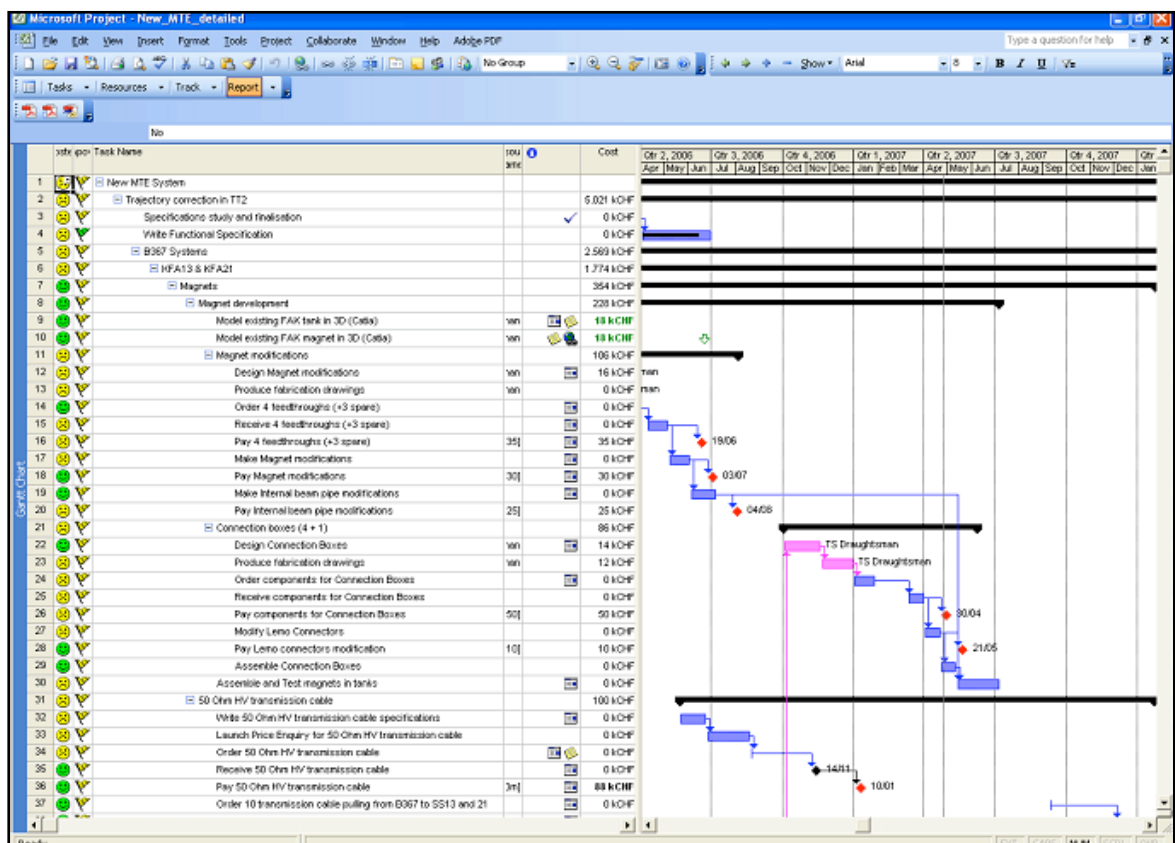 Microsoft Project - New_MTE_detailed
File Edit View Insert Format Tools Project Collaborate Window Help Adobe PDF Type a question for help
No Group Show Arial 8 B I U
Tasks Resources Track Report
No
Task Name Cost Qtr 2, 2006 Qtr 3, 2006 Qtr 4, 2006 Qtr 1, 2007 Qtr 2, 2007 Qtr 3, 2007 Qtr 4, 2007 Qtr
Apr May Jun Jul Aug Sep Oct Nov Dec Jan Feb Mar Apr May Jun Jul Aug Sep Oct Nov Dec Jan
1 New MTE System
2 Trajectory correction in TT2 6.021 kCHF
3 Specifications study and finalisation 0 kCHF
4 Write Functional Specification 0 kCHF
5 B367 Systems 2.569 kCHF
6 KFA13 & KFA21 1.774 kCHF
7 Magnets 354 kCHF
8 Magnet development 228 kCHF
9 Model existing FAK tank in 3D (Catia) 18 kCHF
10 Model existing FAK magnet in 3D (Catia) 18 kCHF
11 Magnet modifications 106 kCHF
12 Design Magnet modifications 16 kCHF man
13 Produce fabrication drawings 0 kCHF man
14 Order 4 feedthroughs (+3 spare) 0 kCHF
15 Receive 4 feedthroughs (+3 spare) 0 kCHF
16 Pay 4 feedthroughs (+3 spare) 35[ 35 kCHF 19/06
17 Make Magnet modifications 0 kCHF
18 Pay Magnet modifications 30[ 30 kCHF 03/07
19 Make Internal beam pipe modifications 0 kCHF
20 Pay Internal beam pipe modifications 25[ 25 kCHF 04/08
21 Connection boxes (4 + 1) 86 kCHF
22 Design Connection Boxes 14 kCHF TS Draughtsman
23 Produce fabrication drawings 12 kCHF TS Draughtsman
24 Order components for Connection Boxes 0 kCHF
25 Receive components for Connection Boxes 0 kCHF
26 Pay components for Connection Boxes 50[ 50 kCHF 30/04
27 Modify Lemo Connectors 0 kCHF
28 Pay Lemo connectors modification 10[ 10 kCHF 21/05
29 Assemble Connection Boxes 0 kCHF
30 Assemble and Test magnets in tanks 0 kCHF
31 50 Ohm HV transmission cable 100 kCHF
32 Write 50 Ohm HV transmission cable specifications 0 kCHF
33 Launch Price Enquiry for 50 Ohm HV transmission cable 0 kCHF
34 Order 50 Ohm HV transmission cable 0 kCHF
35 Receive 50 Ohm HV transmission cable 0 kCHF 14/11
36 Pay 50 Ohm HV transmission cable 88 kCHF 10/01
37 Order 10 transmission cable pulling from B367 to SS13 and 21 0 kCHF
Gantt Chart